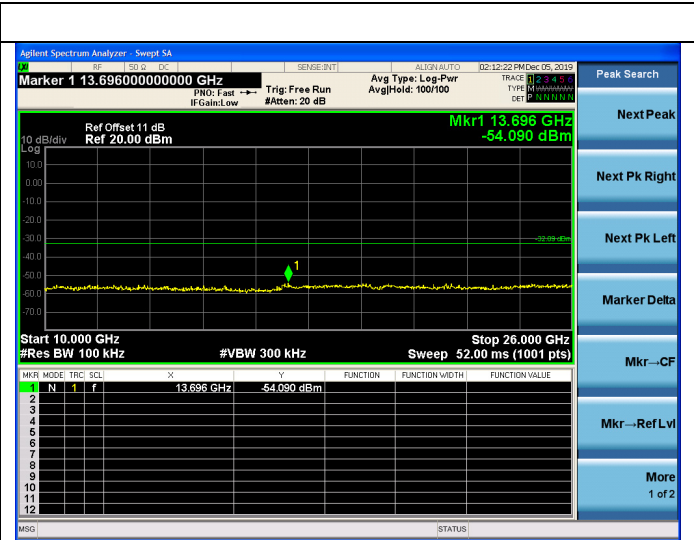 Agilent Spectrum Analyzer - Swept SA
RF 50 Ω DC SENSE:INT ALIGN AUTO 02:12:22 PM Dec 05, 2019
Marker 1 13.696000000000 GHz
PNO: Fast
IFGain:Low
Trig: Free Run
#Atten: 20 dB
Avg Type: Log-Pwr
Avg|Hold: 100/100
TRACE 1 2 3 4 5 6
TYPE M
DET P N N N N N
Peak Search
Mkr1 13.696 GHz
-54.090 dBm
Ref Offset 11 dB
10 dB/div Ref 20.00 dBm
Log
10.0
0.00
-10.0
-20.0
-30.0
-40.0
-50.0
-60.0
-70.0
-32.09 dBm
1
Start 10.000 GHz Stop 26.000 GHz
#Res BW 100 kHz #VBW 300 kHz Sweep 52.00 ms (1001 pts)
MKR MODE TRC SCL X Y FUNCTION FUNCTION WIDTH FUNCTION VALUE
1 N 1 f 13.696 GHz -54.090 dBm
2
3
4
5
6
7
8
9
10
11
12
MSG STATUS
Next Peak
Next Pk Right
Next Pk Left
Marker Delta
Mkr→CF
Mkr→Ref Lvl
More
1 of 2